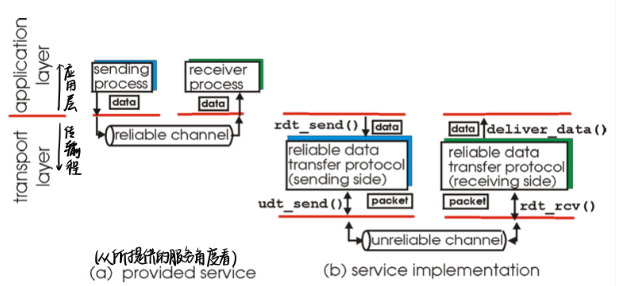 application
layer
应用层
transport
layer
传输层
sending
process
data
receiver
process
data
reliable channel
(从所提供的服务角度看)
(a) provided service
rdt_send()
data
data
deliver_data()
reliable data
transfer protocol
(sending side)
reliable data
transfer protocol
(receiving side)
udt_send()
packet
packet
rdt_rcv()
unreliable channel
(b) service implementation